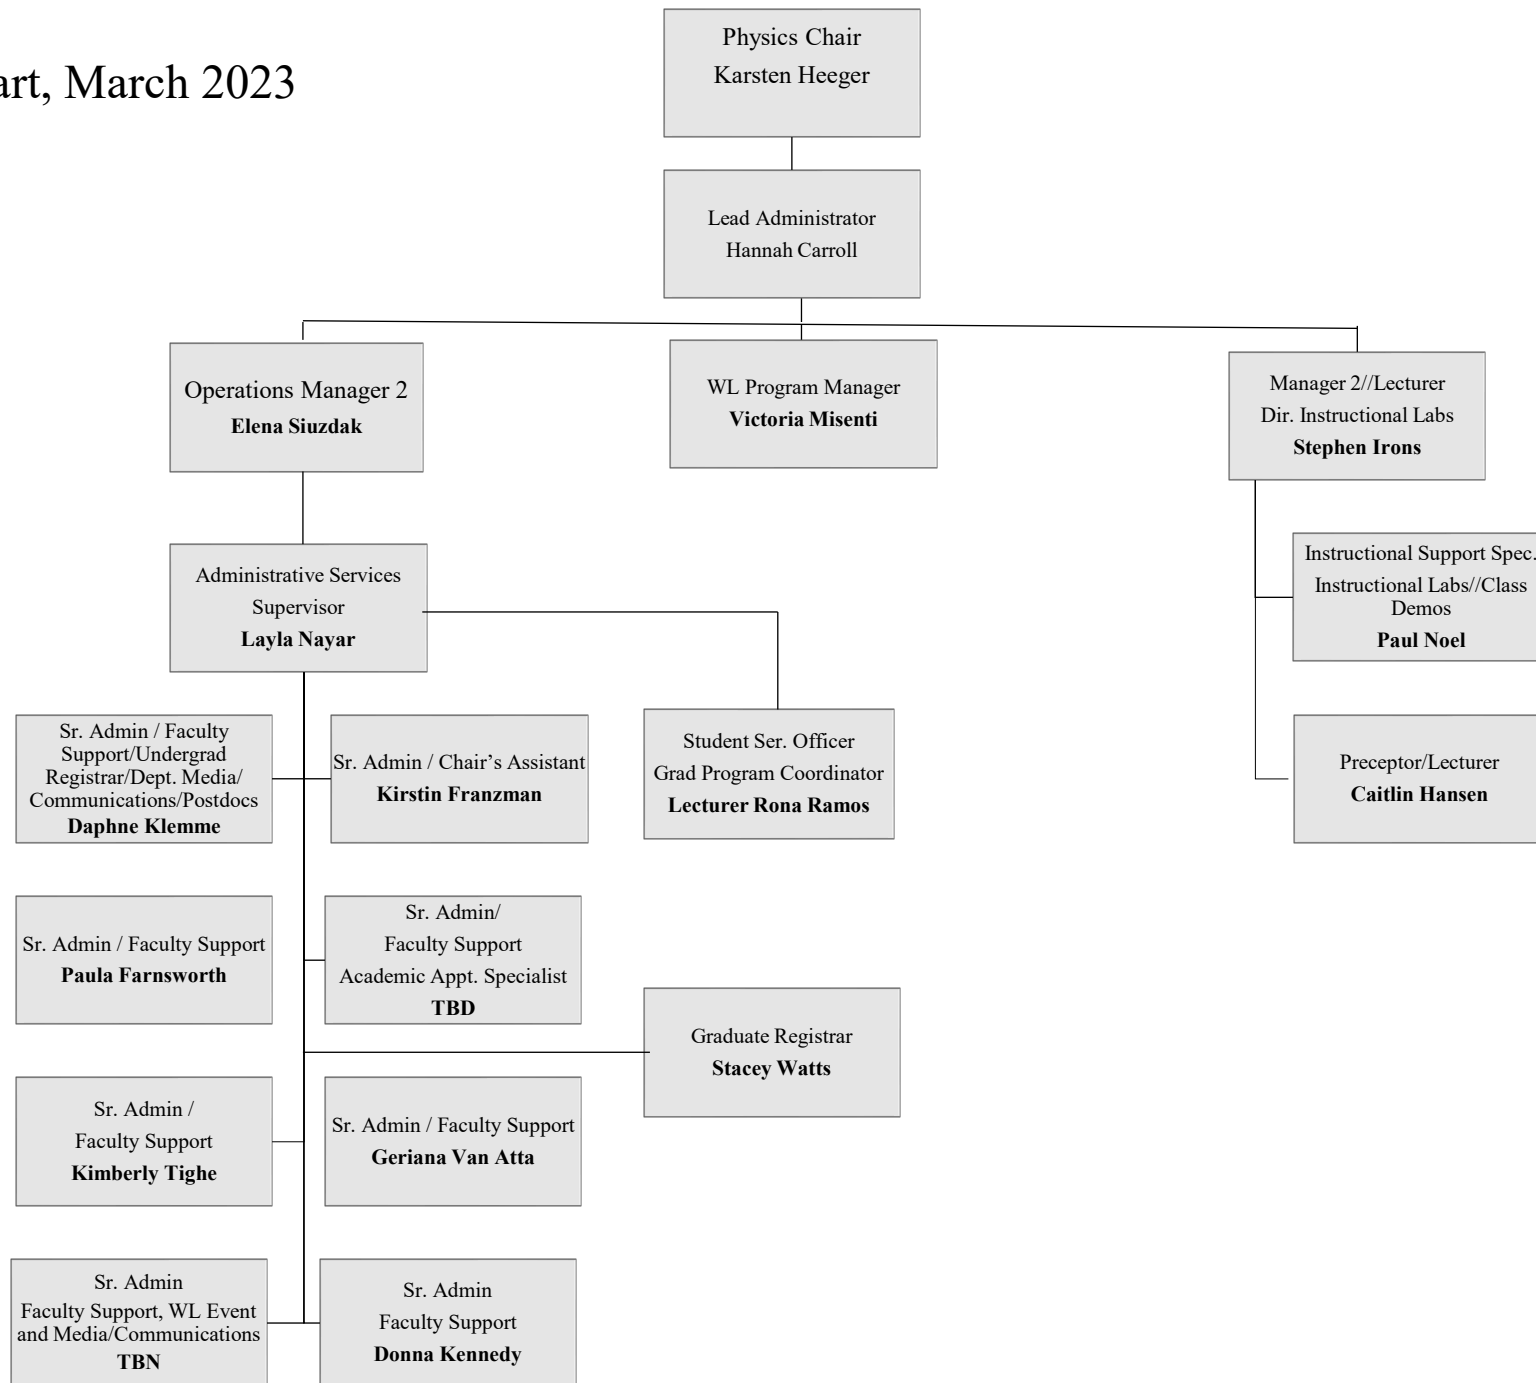 art, March 2023
Physics Chair
Karsten Heeger
Lead Administrator
Hannah Carroll
Operations Manager 2
Elena Siuzdak
WL Program Manager
Victoria Misenti
Manager 2//Lecturer
Dir. Instructional Labs
Stephen Irons
Administrative Services
Supervisor
Layla Nayar
Instructional Support Spec.
Instructional Labs//Class
Demos
Paul Noel
Sr. Admin / Faculty
Support/Undergrad
Registrar/Dept. Media/
Communications/Postdocs
Daphne Klemme
Sr. Admin / Chair’s Assistant
Kirstin Franzman
Student Ser. Officer
Grad Program Coordinator
Lecturer Rona Ramos
Preceptor/Lecturer
Caitlin Hansen
Sr. Admin / Faculty Support
Paula Farnsworth
Sr. Admin/
Faculty Support
Academic Appt. Specialist
TBD
Graduate Registrar
Stacey Watts
Sr. Admin /
Faculty Support
Kimberly Tighe
Sr. Admin / Faculty Support
Geriana Van Atta
Sr. Admin
Faculty Support, WL Event
and Media/Communications
TBN
Sr. Admin
Faculty Support
Donna Kennedy